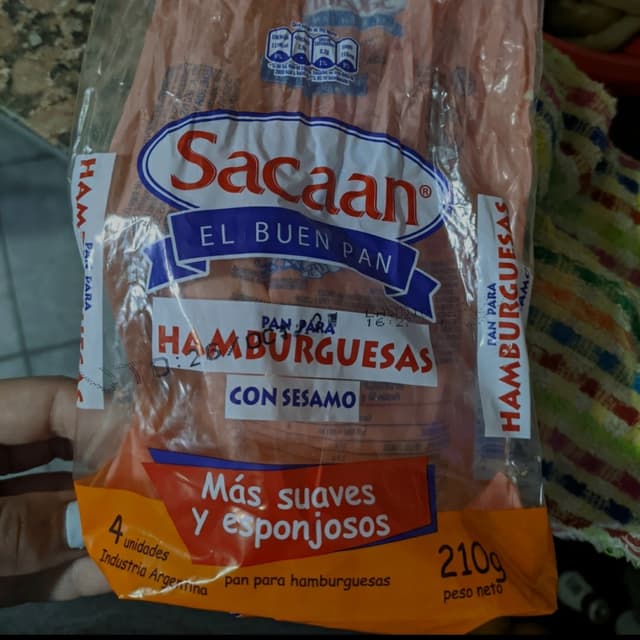 Sacaan®
EL BUEN PAN
PAN PARA
HAMBURGUESAS
CON SESAMO
Más suaves
y esponjosos
4 unidades
Industria Argentina
pan para hamburguesas
210g
peso neto
PAN PARA
HAMBURGUESAS
HAM
PAN PARA